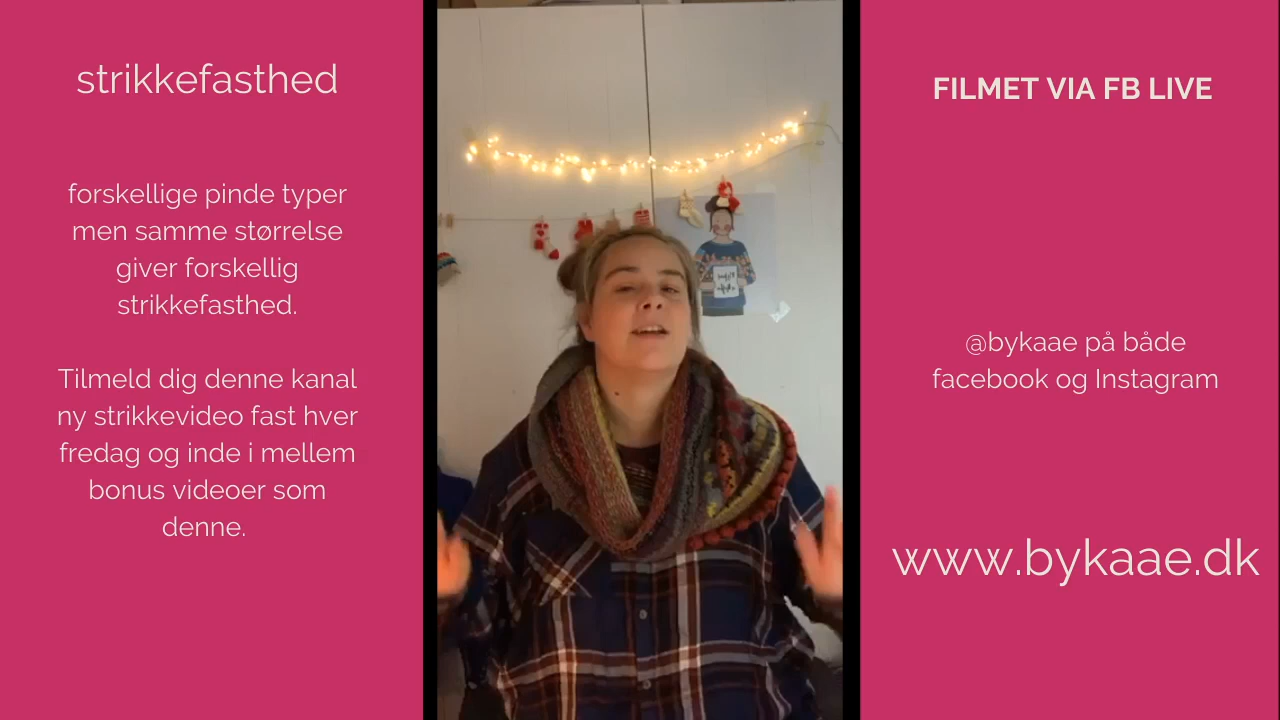 strikkefasthed
forskellige pinde typer
men samme størrelse
giver forskellig
strikkefasthed.
Tilmeld dig denne kanal
ny strikkevideo fast hver
fredag og inde i mellem
bonus videoer som
denne.
FILMET VIA FB LIVE
@bykaae på både
facebook og Instagram
www.bykaae.dk